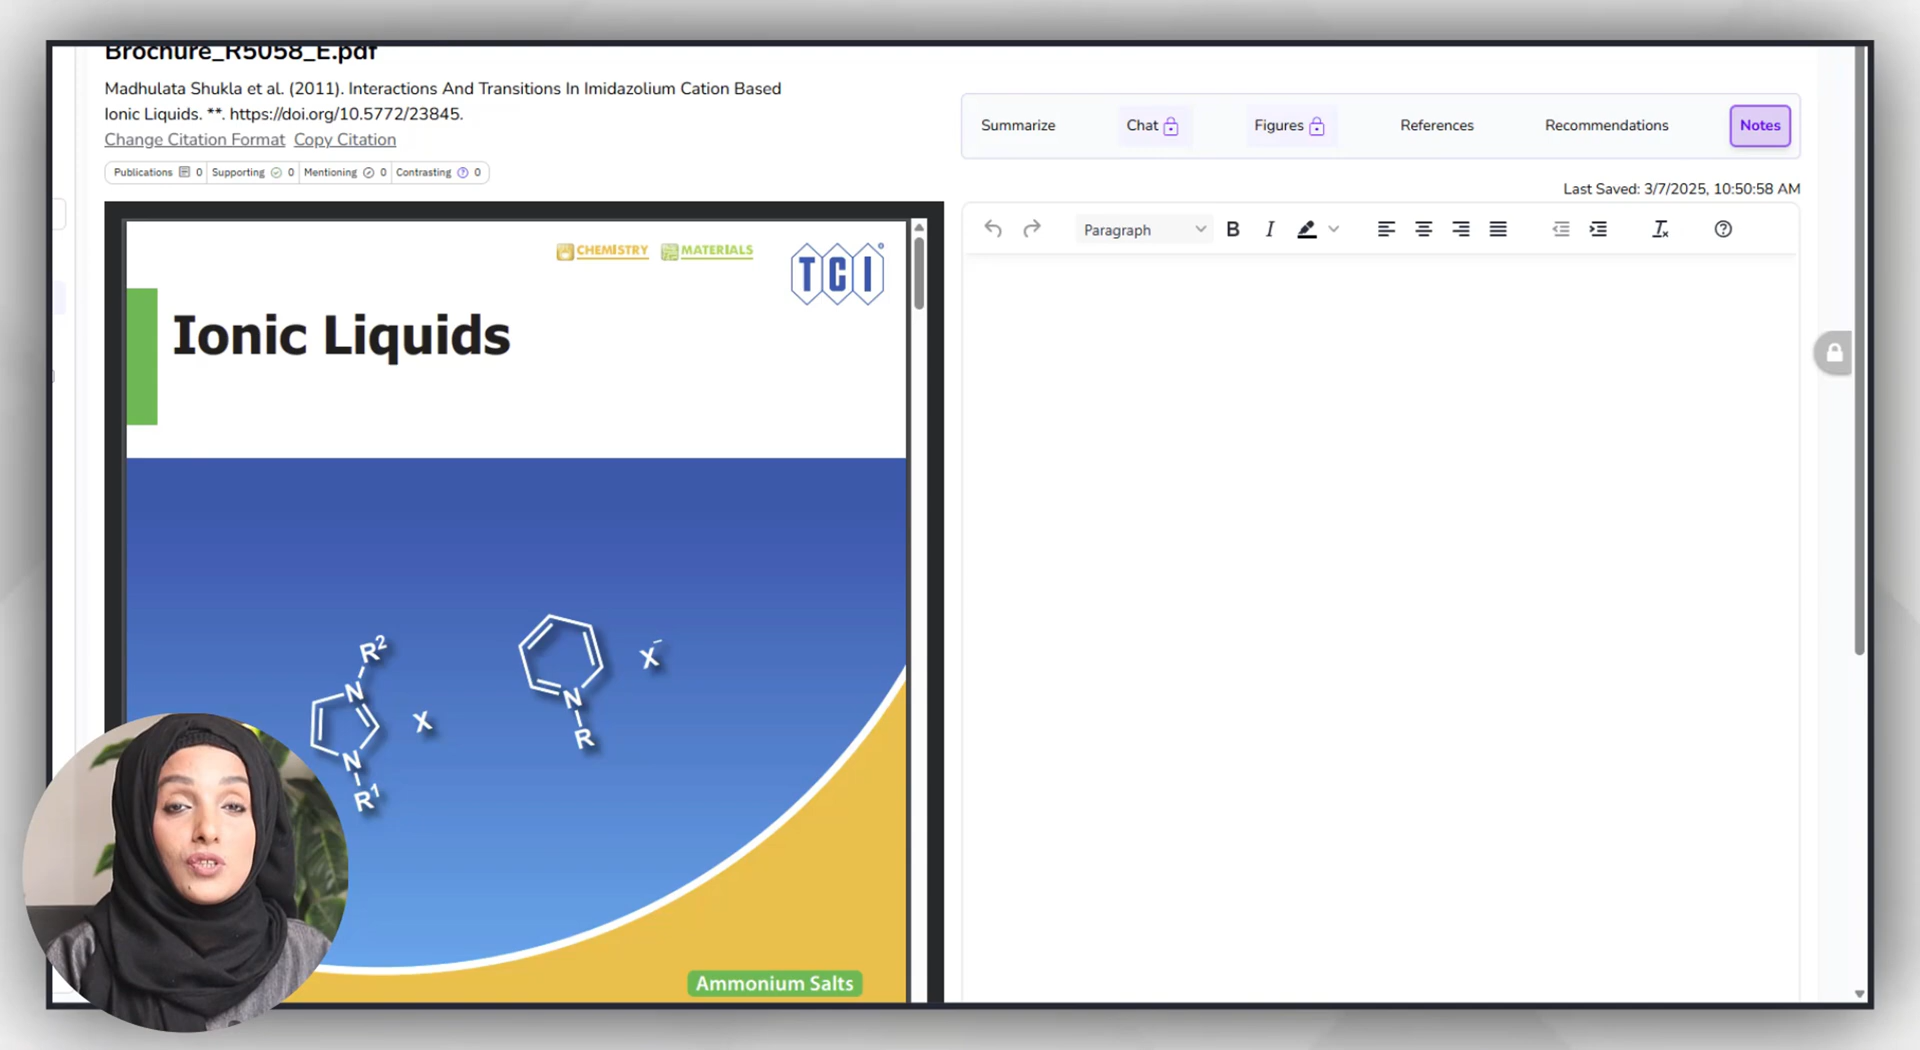 Brochure_R5058_E.pdf
Madhulata Shukla et al. (2011). Interactions And Transitions In Imidazolium Cation Based
Ionic Liquids. **. https://doi.org/10.5772/23845.
Change Citation Format Copy Citation
Publications 0 Supporting 0 Mentioning 0 Contrasting 0
Summarize Chat Figures References Recommendations Notes
Last Saved: 3/7/2025, 10:50:58 AM
Paragraph B I
CHEMISTRY MATERIALS TCI
Ionic Liquids
R²
N
X
N
R¹
X⁻
N
R
Ammonium Salts